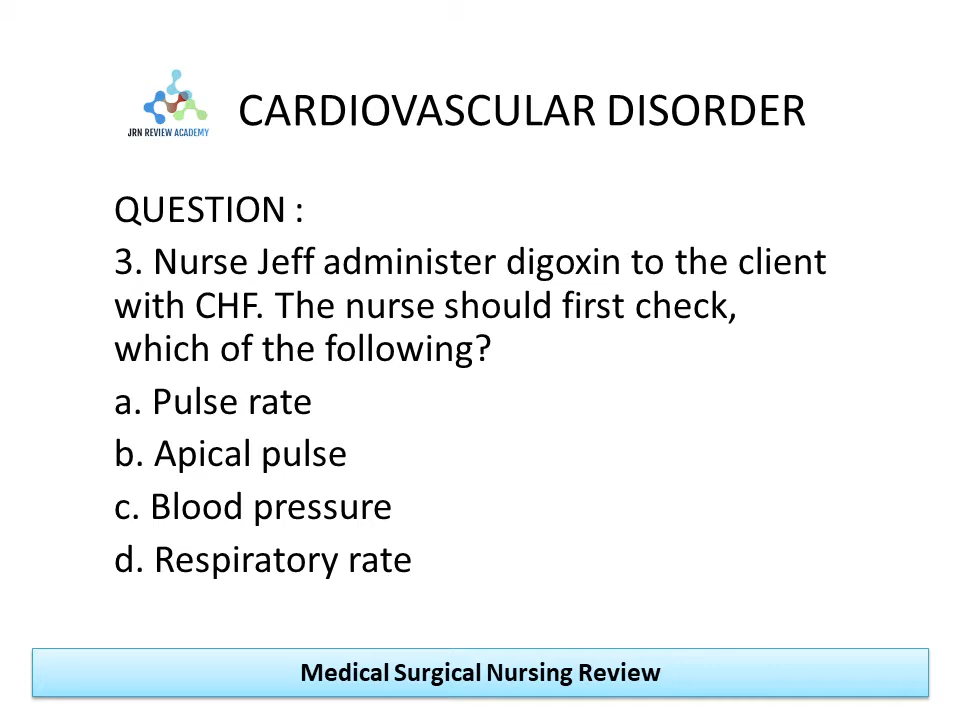 JRN REVIEW ACADEMY
CARDIOVASCULAR DISORDER
QUESTION :
3. Nurse Jeff administer digoxin to the client
with CHF. The nurse should first check,
which of the following?
a. Pulse rate
b. Apical pulse
c. Blood pressure
d. Respiratory rate
Medical Surgical Nursing Review